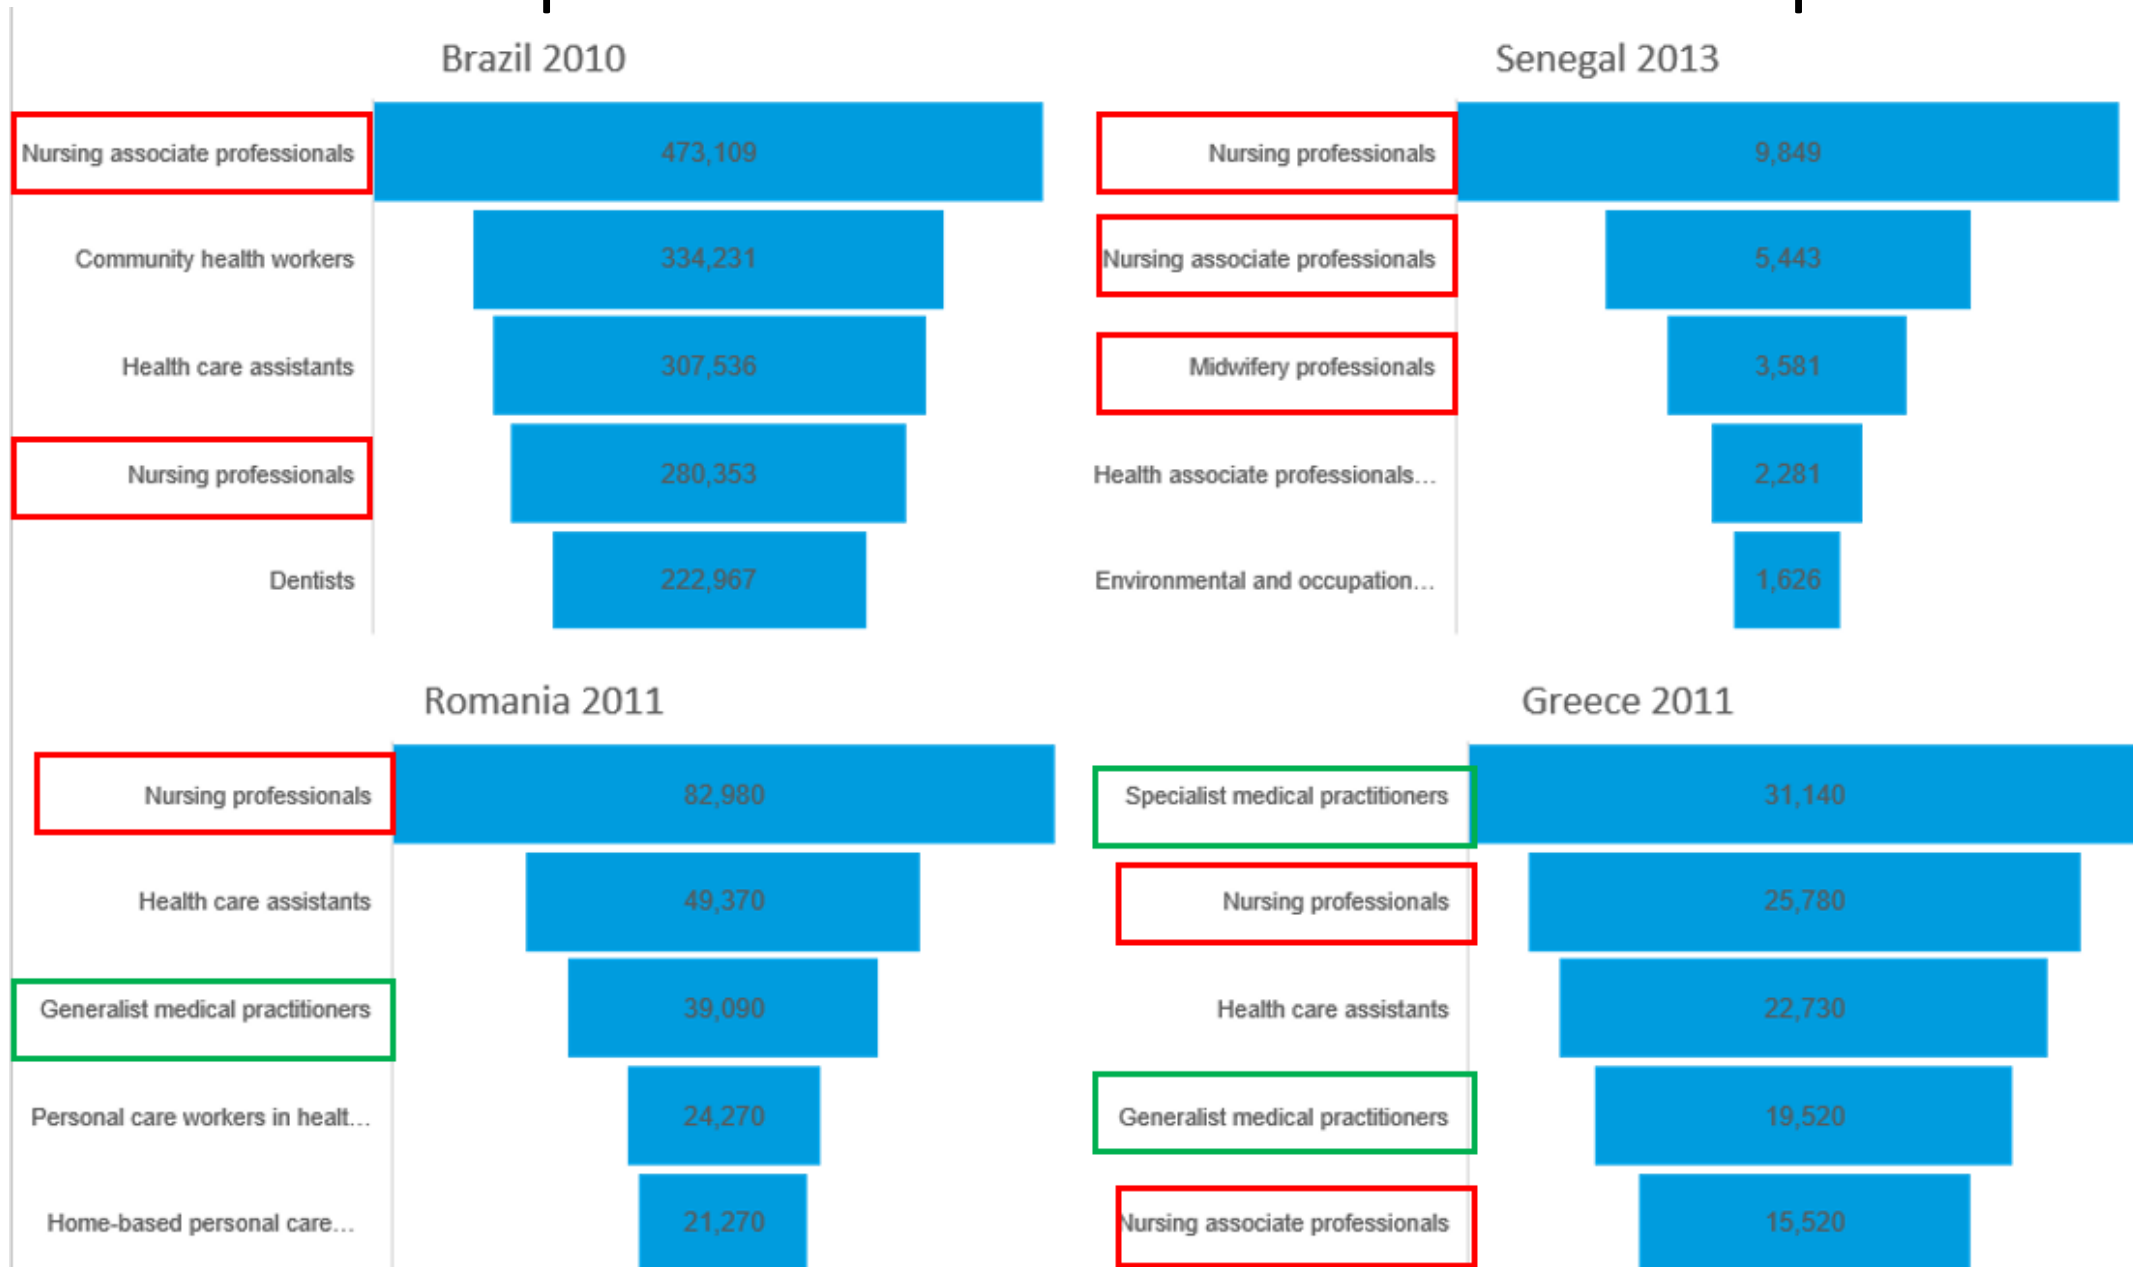 Brazil 2010
Nursing associate professionals 473,109
Community health workers 334,231
Health care assistants 307,536
Nursing professionals 280,353
Dentists 222,967
Senegal 2013
Nursing professionals 9,849
Nursing associate professionals 5,443
Midwifery professionals 3,581
Health associate professionals... 2,281
Environmental and occupation... 1,626
Romania 2011
Nursing professionals 82,980
Health care assistants 49,370
Generalist medical practitioners 39,090
Personal care workers in healt... 24,270
Home-based personal care... 21,270
Greece 2011
Specialist medical practitioners 31,140
Nursing professionals 25,780
Health care assistants 22,730
Generalist medical practitioners 19,520
Nursing associate professionals 15,520